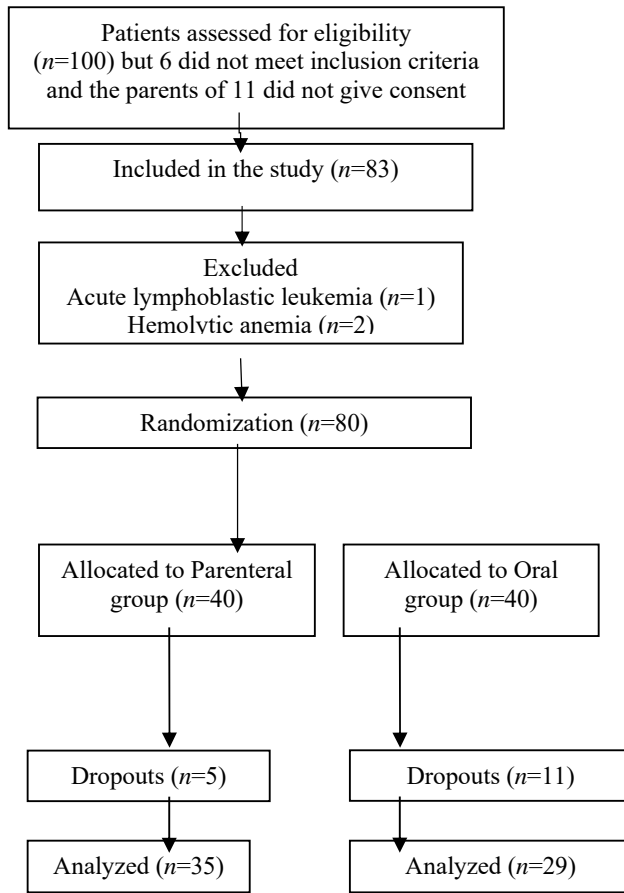 Patients assessed for eligibility
(n=100) but 6 did not meet inclusion criteria
and the parents of 11 did not give consent
Included in the study (n=83)
Excluded
Acute lymphoblastic leukemia (n=1)
Hemolytic anemia (n=2)
Randomization (n=80)
Allocated to Parenteral
group (n=40)
Allocated to Oral
group (n=40)
Dropouts (n=5)
Dropouts (n=11)
Analyzed (n=35)
Analyzed (n=29)